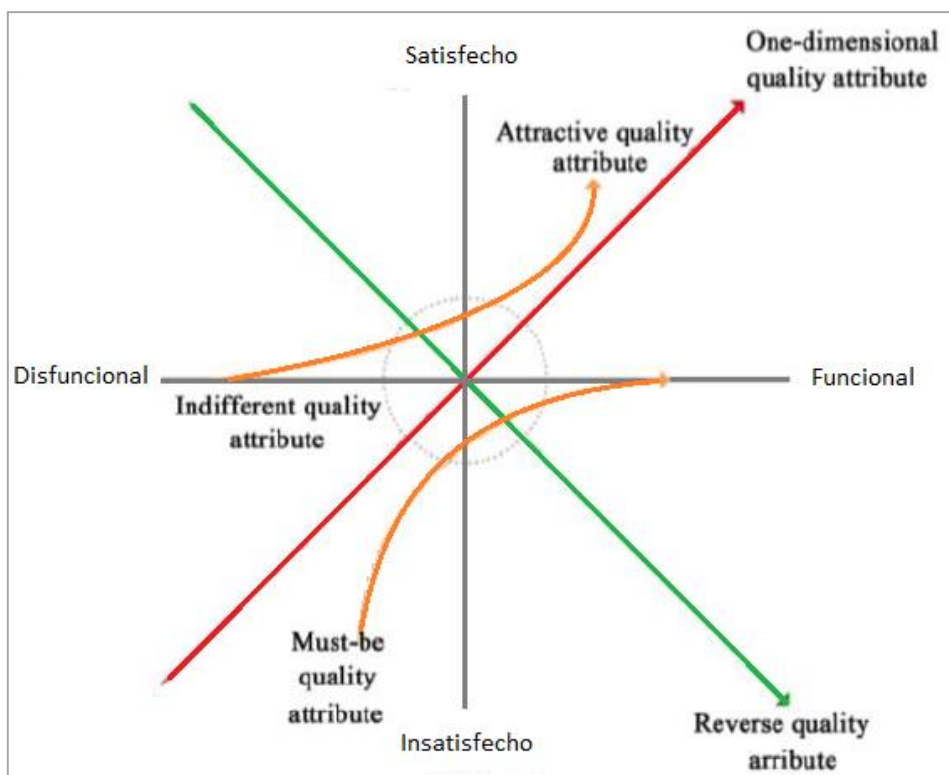 Satisfecho
One-dimensional
quality attribute
Attractive quality
attribute
Disfuncional
Funcional
Indifferent quality
attribute
Must-be
quality
attribute
Insatisfecho
Reverse quality
arribute